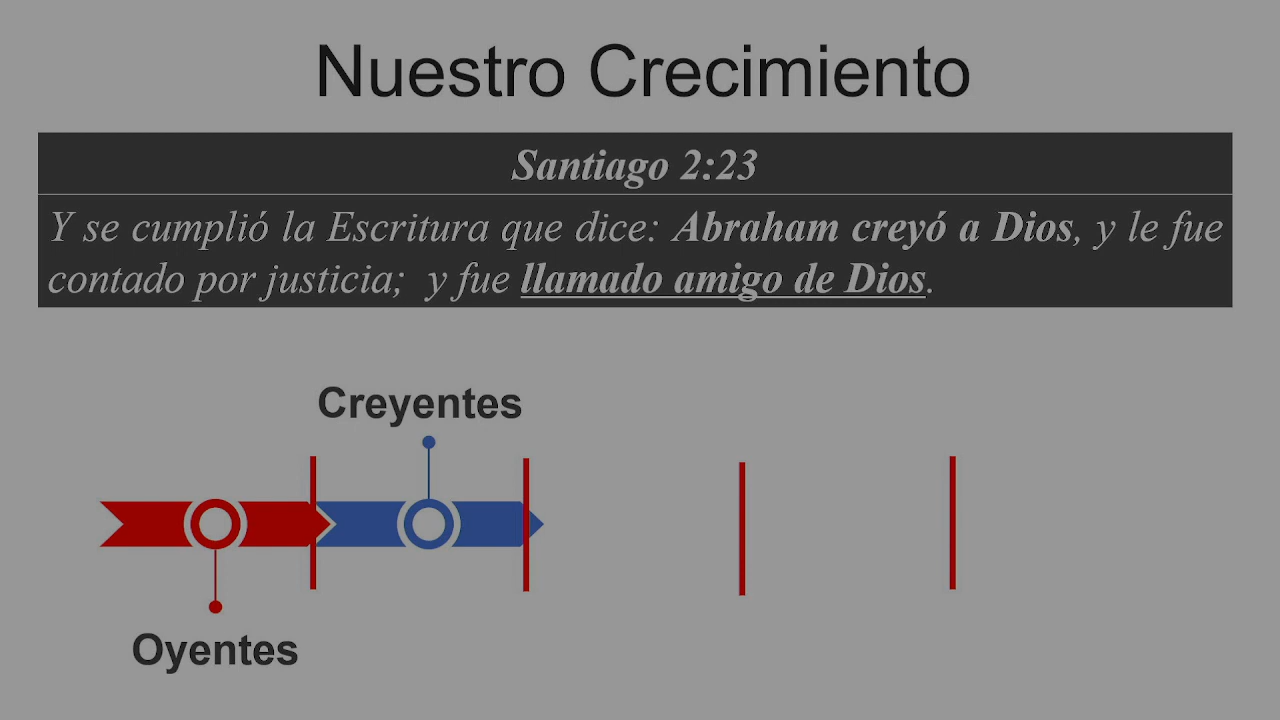 Nuestro Crecimiento
Santiago 2:23
Y se cumplió la Escritura que dice: Abraham creyó a Dios, y le fue
contado por justicia;  y fue llamado amigo de Dios.
Creyentes
Oyentes